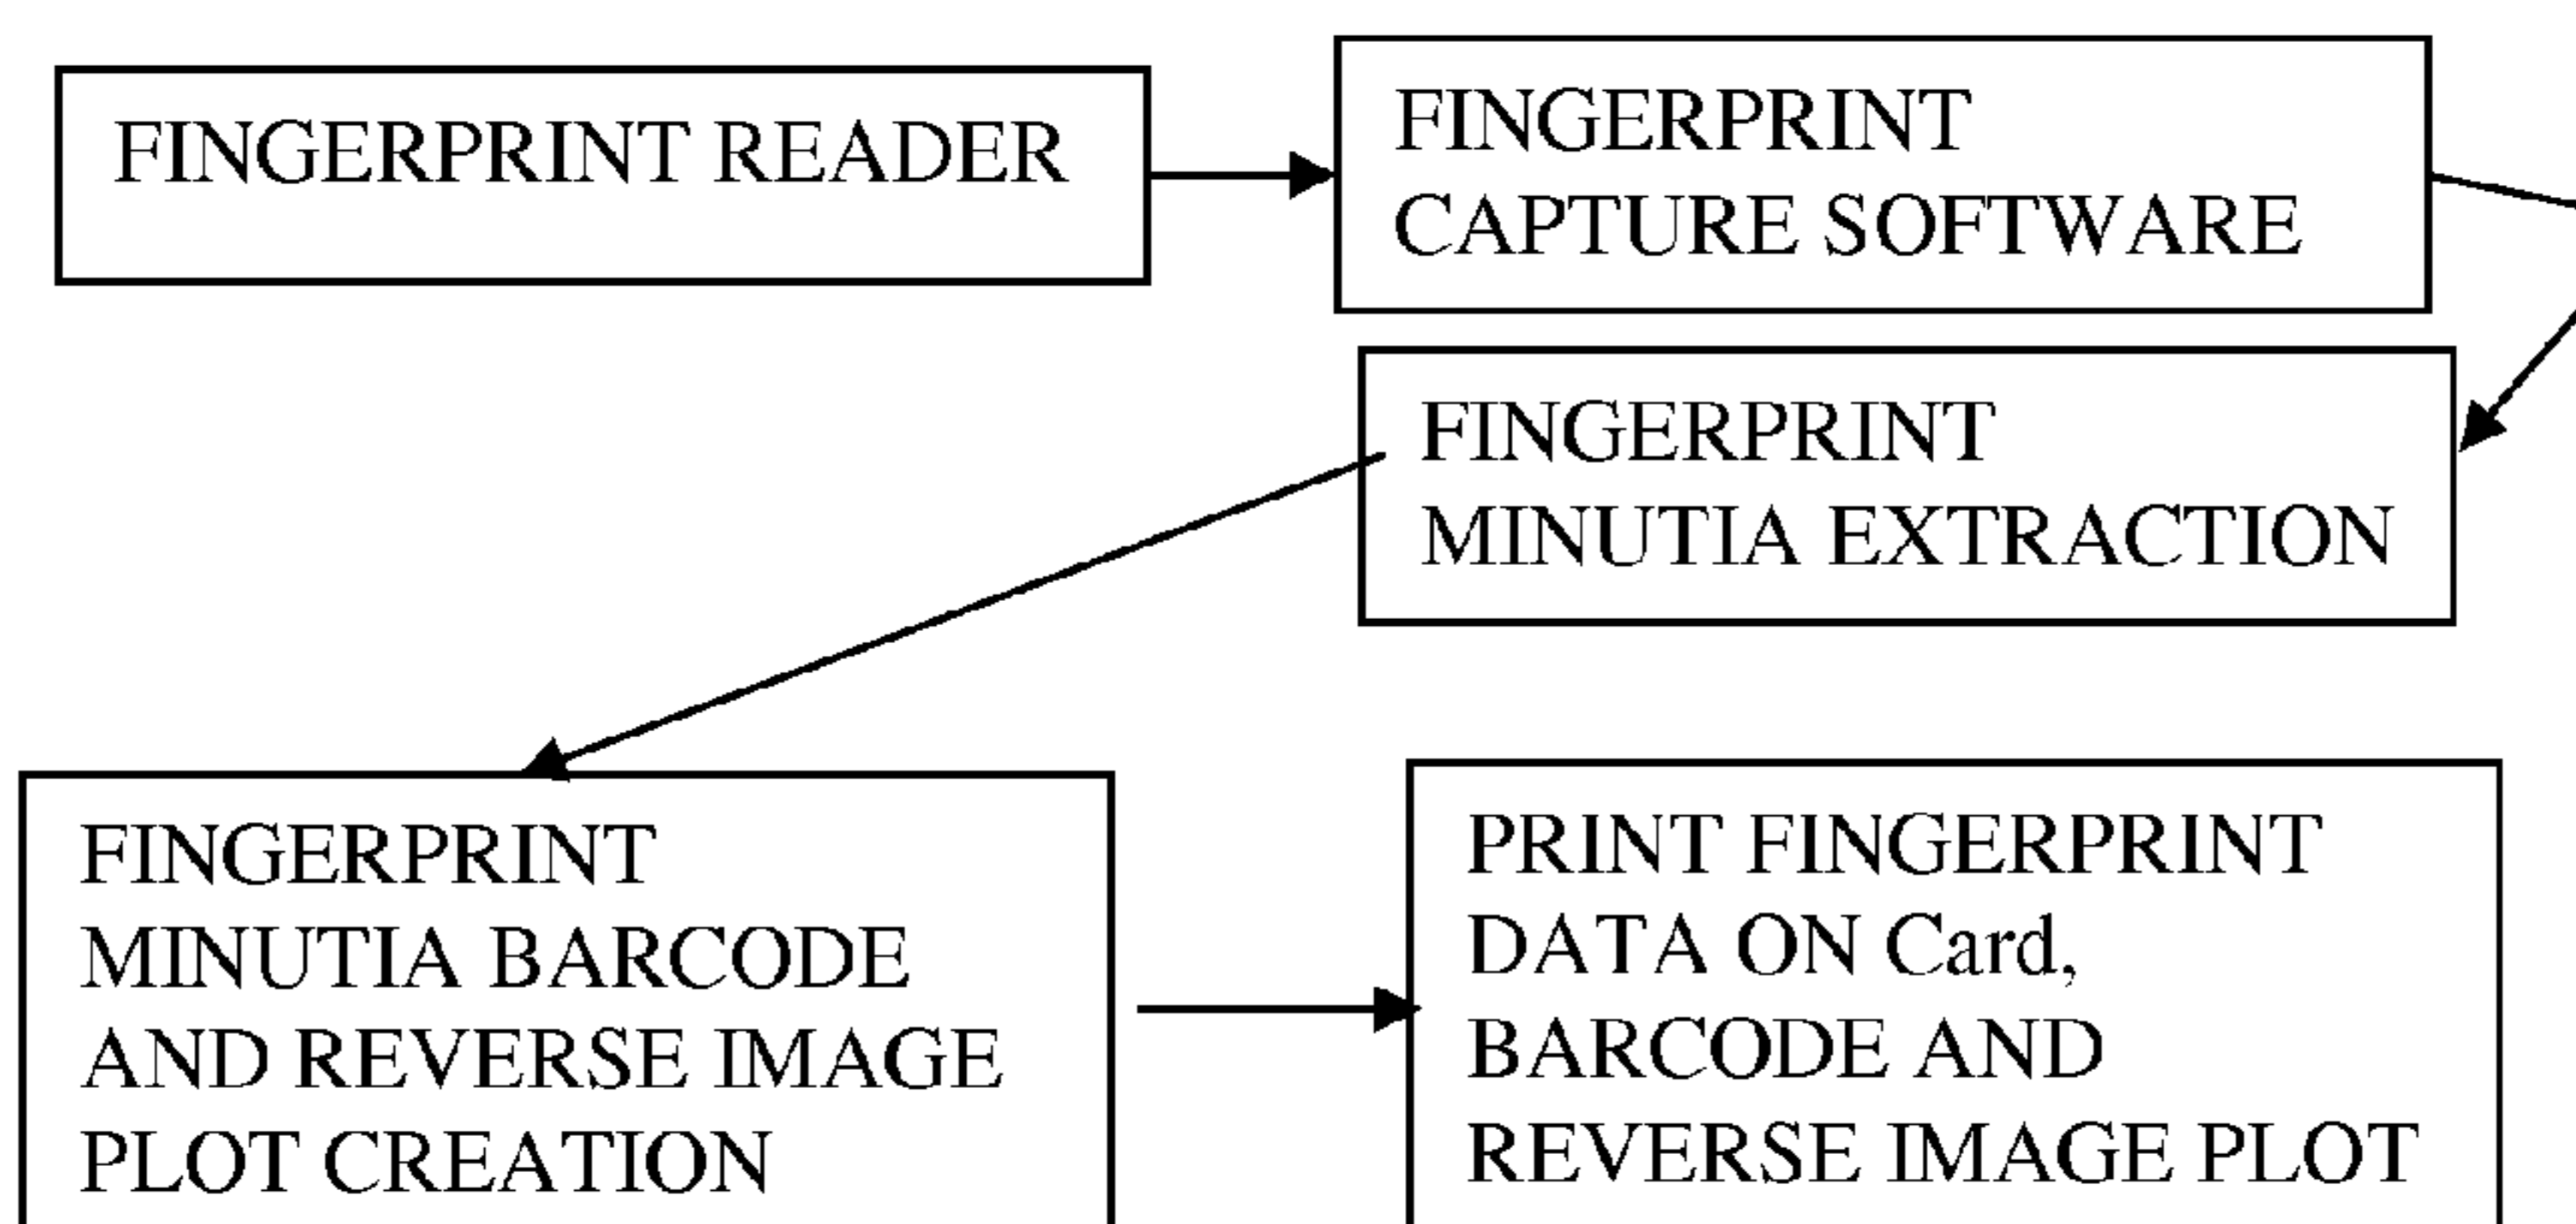 FINGERPRINT READER
FINGERPRINT
CAPTURE SOFTWARE
FINGERPRINT
MINUTIA EXTRACTION
FINGERPRINT
MINUTIA BARCODE
AND REVERSE IMAGE
PLOT CREATION
PRINT FINGERPRINT
DATA ON Card,
BARCODE AND
REVERSE IMAGE PLOT